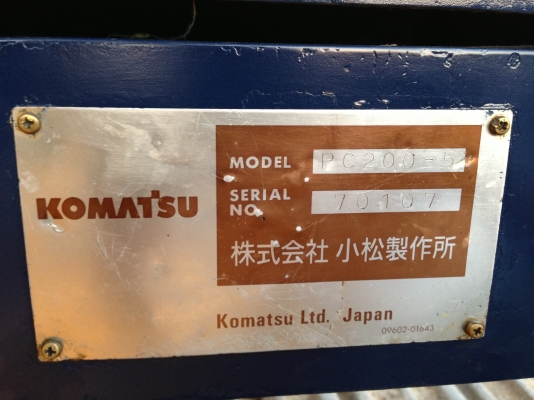 KOMATSU
MODEL PC200-5
SERIAL NO. 70107
株式会社 小松製作所
Komatsu Ltd. Japan
09602-01643